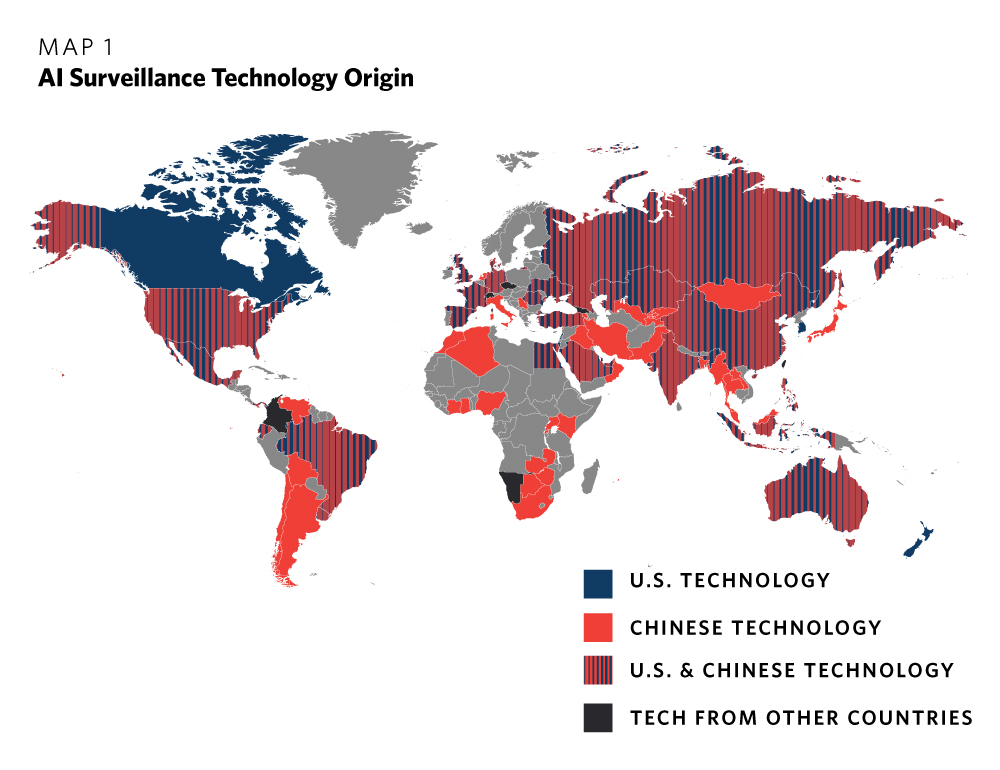 MAP 1
AI Surveillance Technology Origin
U.S. TECHNOLOGY
CHINESE TECHNOLOGY
U.S. & CHINESE TECHNOLOGY
TECH FROM OTHER COUNTRIES